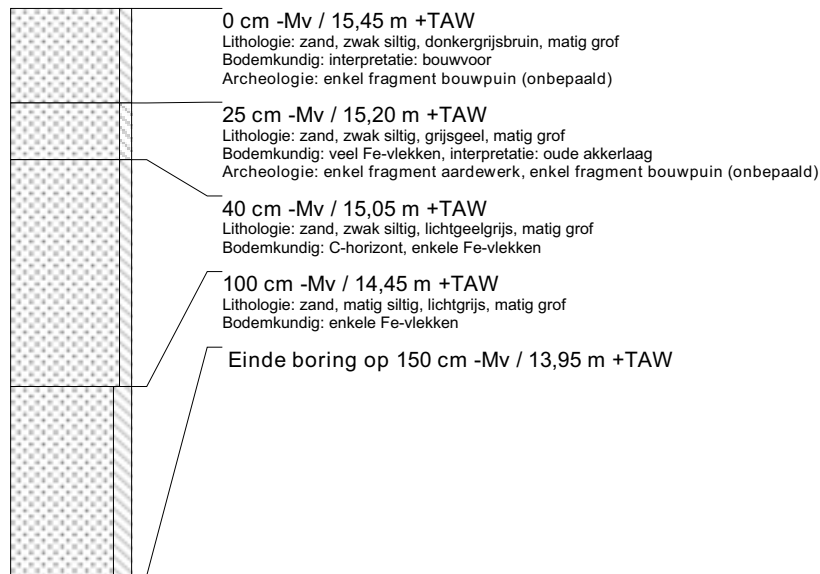 0 cm -Mv / 15,45 m +TAW
Lithologie: zand, zwak siltig, donkergrijsbruin, matig grof
Bodemkundig: interpretatie: bouwvoor
Archeologie: enkel fragment bouwpuin (onbepaald)
25 cm -Mv / 15,20 m +TAW
Lithologie: zand, zwak siltig, grijsgeel, matig grof
Bodemkundig: veel Fe-vlekken, interpretatie: oude akkerlaag
Archeologie: enkel fragment aardewerk, enkel fragment bouwpuin (onbepaald)
40 cm -Mv / 15,05 m +TAW
Lithologie: zand, zwak siltig, lichtgeelgrijs, matig grof
Bodemkundig: C-horizont, enkele Fe-vlekken
100 cm -Mv / 14,45 m +TAW
Lithologie: zand, matig siltig, lichtgrijs, matig grof
Bodemkundig: enkele Fe-vlekken
Einde boring op 150 cm -Mv / 13,95 m +TAW